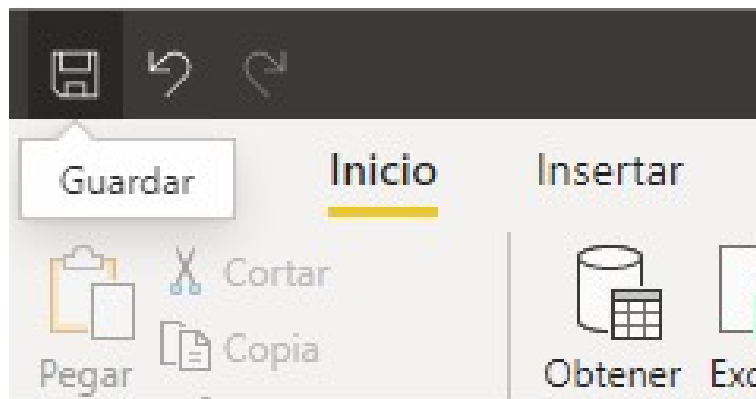 Guardar
Inicio
Insertar
Cortar
Copia
Pegar
Obtener